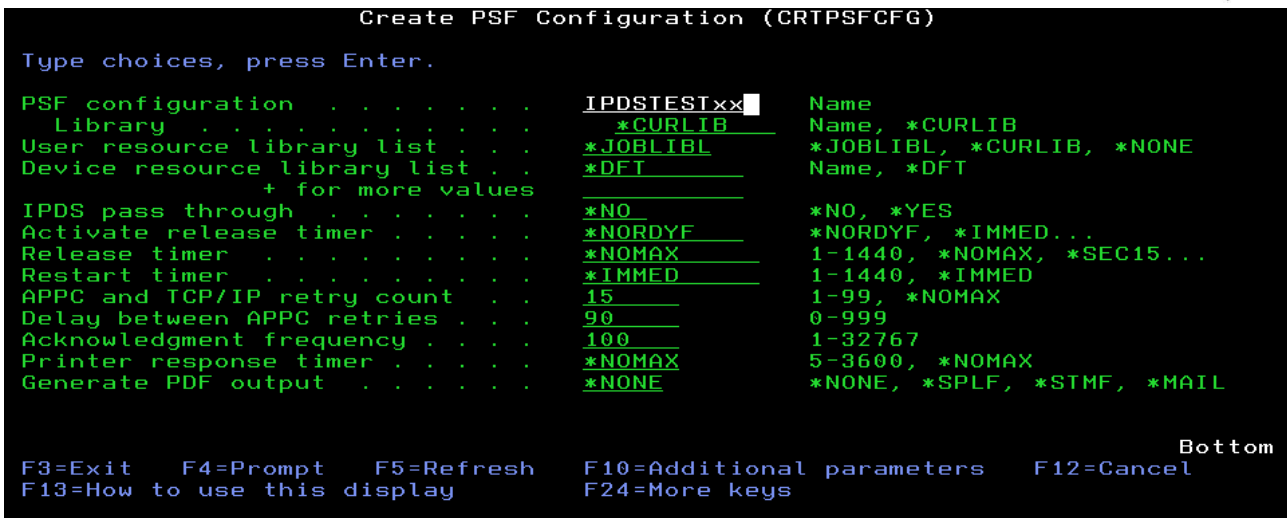 Create PSF Configuration (CRTPSFCFG)
Type choices, press Enter.
PSF configuration . . . . . . . IPDSTESTxx Name
Library . . . . . . . . . . . *CURLIB Name, *CURLIB
User resource library list . . . *JOBLIBL *JOBLIBL, *CURLIB, *NONE
Device resource library list . . *DFT Name, *DFT
+ for more values
IPDS pass through . . . . . . . *NO *NO, *YES
Activate release timer . . . . . *NORDYF *NORDYF, *IMMED...
Release timer . . . . . . . . . *NOMAX 1-1440, *NOMAX, *SEC15...
Restart timer . . . . . . . . . *IMMED 1-1440, *IMMED
APPC and TCP/IP retry count . . 15 1-99, *NOMAX
Delay between APPC retries . . . 90 0-999
Acknowledgment frequency . . . . 100 1-32767
Printer response timer . . . . . *NOMAX 5-3600, *NOMAX
Generate PDF output . . . . . . *NONE *NONE, *SPLF, *STMF, *MAIL
Bottom
F3=Exit F4=Prompt F5=Refresh F10=Additional parameters F12=Cancel
F13=How to use this display F24=More keys